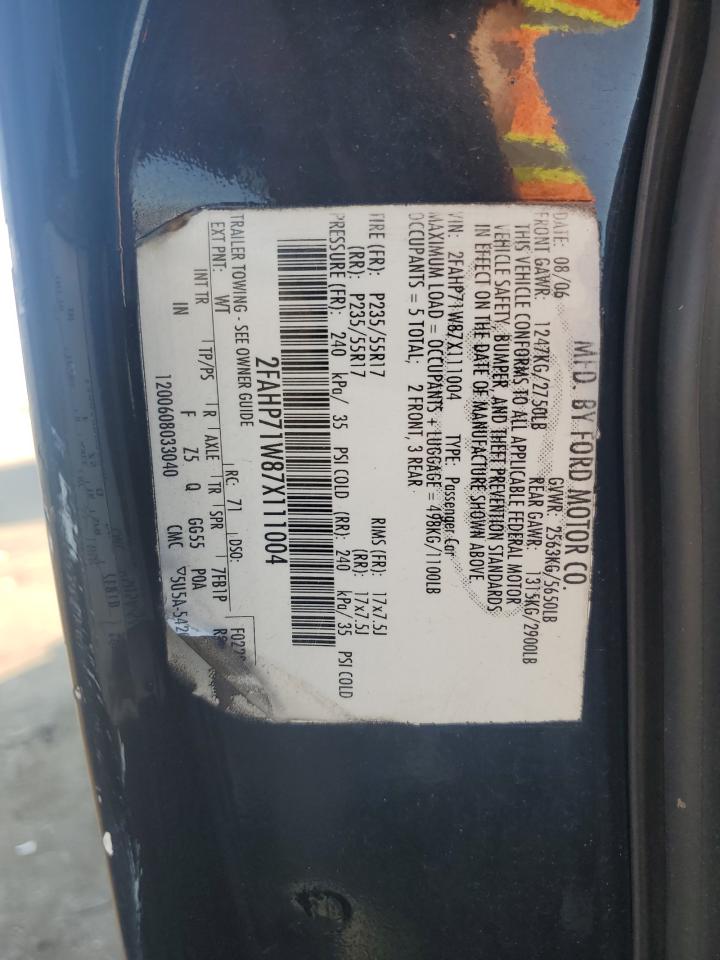 MFD. BY FORD MOTOR CO.
DATE: 08/06 GVWR: 2563KG/5650LB
FRONT GAWR: 1247KG/2750LB REAR GAWR: 1315KG/2900LB
THIS VEHICLE CONFORMS TO ALL APPLICABLE FEDERAL MOTOR
VEHICLE SAFETY, BUMPER, AND THEFT PREVENTION STANDARDS
IN EFFECT ON THE DATE OF MANUFACTURE SHOWN ABOVE.
VIN: 2FAHP71W87X111004 TYPE: Passenger Car
MAXIMUM LOAD = OCCUPANTS + LUGGAGE = 498KG/1100LB
OCCUPANTS = 5 TOTAL; 2 FRONT, 3 REAR
TIRE (FR): P235/55R17 RIMS (FR): 17x7.5J
(RR): P235/55R17 (RR): 17x7.5J
PRESSURE (FR): 240 kPa/ 35 PSI COLD (RR): 240 kPa/ 35 PSI COLD
2FAHP71W87X111004
TRAILER TOWING - SEE OWNER GUIDE
EXT PNT: WT RC: 71 DSO:
INT TR TP/PS R AXLE TR SPR 7FB1P
IN F Z5 Q GG55 POA
1200608033040 CMC